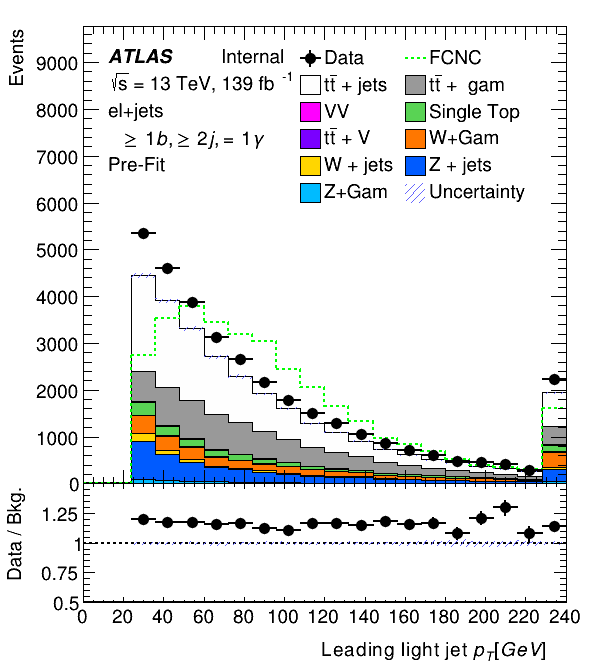 Events
9000
8000
7000
6000
5000
4000
3000
2000
1000
0
ATLAS Internal
√s = 13 TeV, 139 fb⁻¹
el+jets
≥ 1b, ≥ 2j, = 1γ
Pre-Fit
Data
FCNC
tt̄ + jets
tt̄ + gam
VV
Single Top
tt̄ + V
W+Gam
W + jets
Z + jets
Z+Gam
Uncertainty
Data / Bkg.
1.25
1
0.75
0.5
0 20 40 60 80 100 120 140 160 180 200 220 240
Leading light jet p_T[GeV]